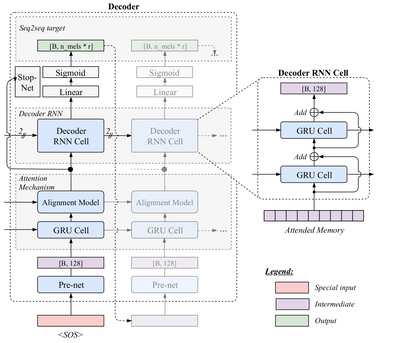 Decoder
Seq2seq target
[B, n_mels * r]
[B, n_mels * r]
Stop-Net
Sigmoid
Sigmoid
Linear
Linear
Decoder RNN
2
Decoder RNN Cell
2
Decoder RNN Cell
...
Attention Mechanism
Alignment Model
Alignment Model
...
GRU Cell
GRU Cell
...
[B, 128]
[B, 128]
Pre-net
Pre-net
<SOS>
Decoder RNN Cell
[B, 128]
Add
GRU Cell
Add
GRU Cell
Attended Memory
Legend:
Special input
Intermediate
Output